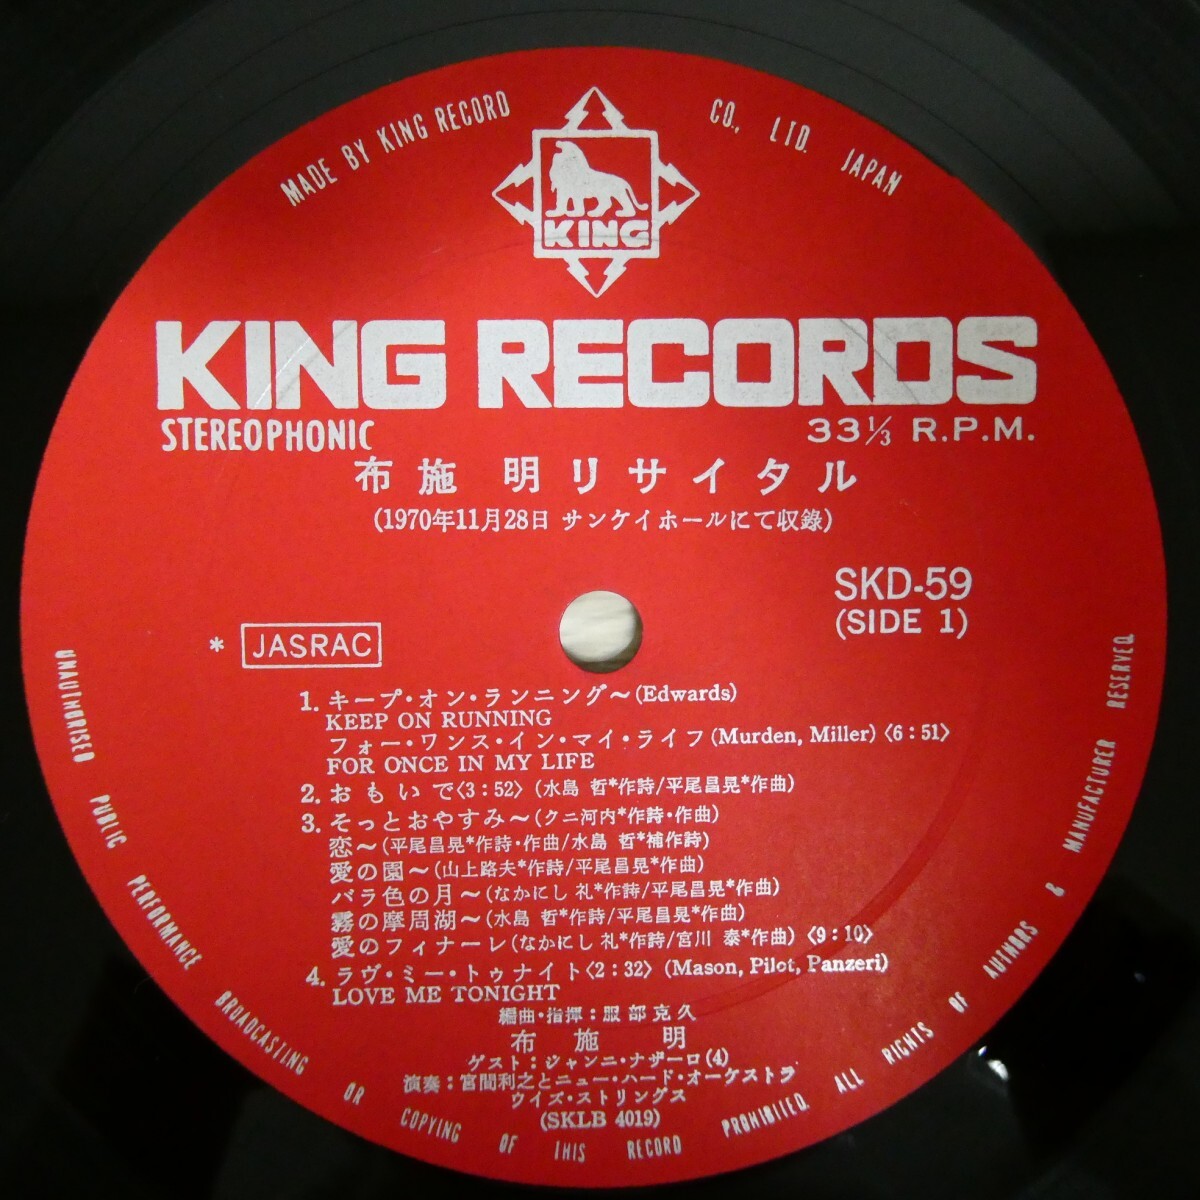 MADE BY KING RECORD CO., LTD. JAPAN
KING
KING RECORDS
STEREOPHONIC
33⅓ R.P.M.
布施 明リサイタル
(1970年11月28日 サンケイホールにて収録)
SKD-59
(SIDE 1)
* JASRAC
1. キープ・オン・ランニング～(Edwards)
KEEP ON RUNNING
フォー・ワンス・イン・マイ・ライフ(Murden, Miller)〈6:51〉
FOR ONCE IN MY LIFE
2. おもいで〈3:52〉(水島 哲*作詩/平尾昌晃*作曲)
3. そっとおやすみ～(クニ河内*作詩・作曲)
恋～(平尾昌晃*作詩・作曲/水島 哲*補作詩)
愛の園～(山上路夫*作詩/平尾昌晃*作曲)
バラ色の月～(なかにし 礼*作詩/平尾昌晃*作曲)
霧の摩周湖～(水島 哲*作詩/平尾昌晃*作曲)
愛のフィナーレ(なかにし 礼*作詩/宮川 泰*作曲)〈9:10〉
4. ラヴ・ミー・トゥナイト〈2:32〉(Mason, Pilot, Panzeri)
LOVE ME TONIGHT
編曲・指揮：服部克久
布施 明
ゲスト：ジャンニ・ナザーロ(4)
演奏：宮間利之とニュー・ハード・オーケストラ
ウイズ・ストリングス
(SKLB 4019)
UNAUTHORISED PUBLIC PERFORMANCE BROADCASTING OR COPYING OF THIS RECORD PROHIBITED. ALL RIGHTS OF AUTHORS & MANUFACTURER RESERVED.